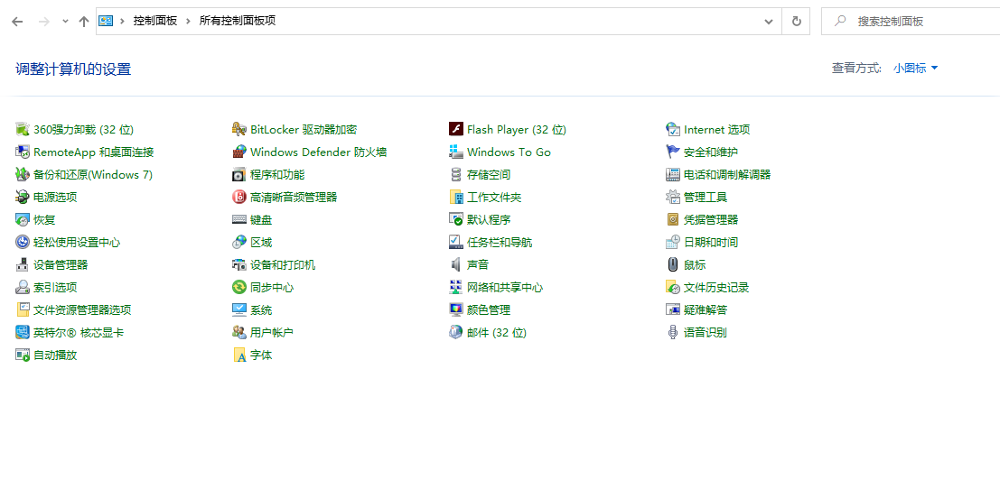 控制面板 > 所有控制面板项
搜索控制面板
调整计算机的设置
查看方式: 小图标
360强力卸载 (32 位) BitLocker 驱动器加密 Flash Player (32 位) Internet 选项
RemoteApp 和桌面连接 Windows Defender 防火墙 Windows To Go 安全和维护
备份和还原(Windows 7) 程序和功能 存储空间 电话和调制解调器
电源选项 高清晰音频管理器 工作文件夹 管理工具
恢复 键盘 默认程序 凭据管理器
轻松使用设置中心 区域 任务栏和导航 日期和时间
设备管理器 设备和打印机 声音 鼠标
索引选项 同步中心 网络和共享中心 文件历史记录
文件资源管理器选项 系统 颜色管理 疑难解答
英特尔® 核芯显卡 用户帐户 邮件 (32 位) 语音识别
自动播放 字体